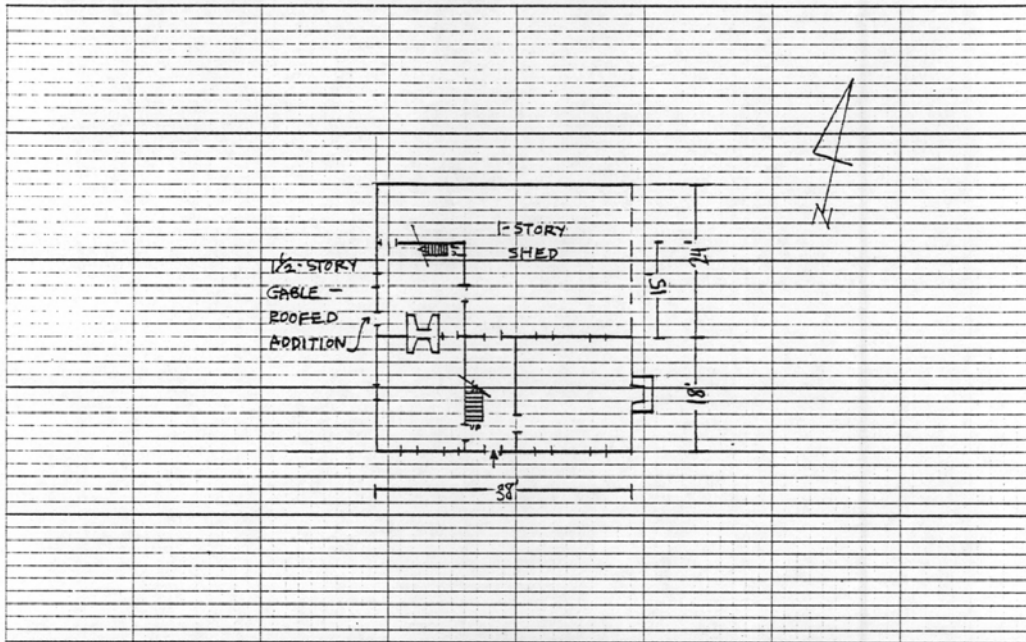 1-STORY
SHED
1½-STORY
GABLE-
ROOFED
ADDITION
24'
15'
18'
UP
38'
N